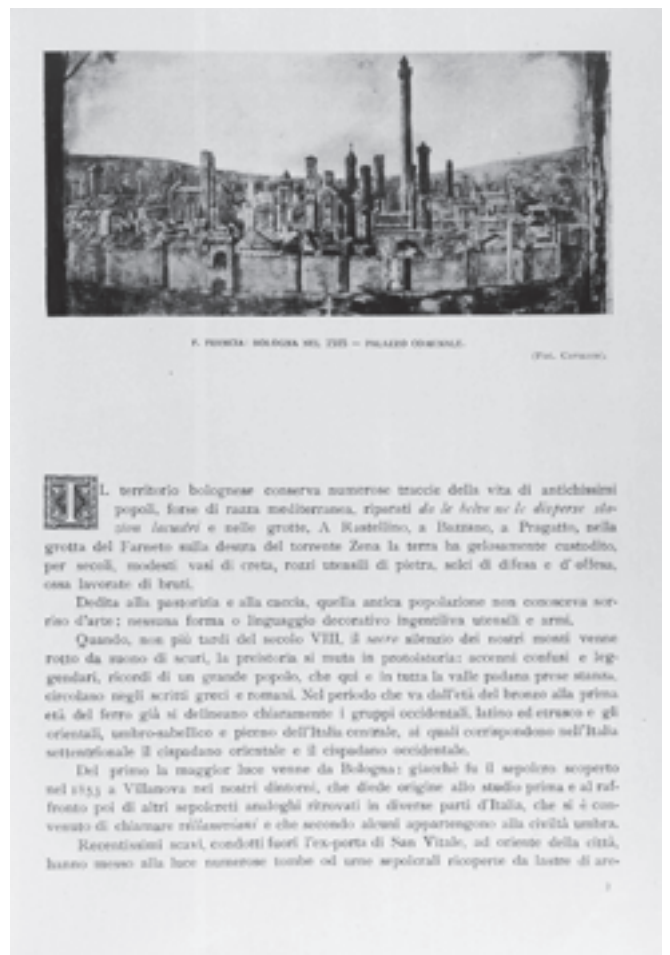 F. FRANCIA: BOLOGNA NEL 1505 — PALAZZO COMUNALE.
(Fot. Cavazza).
IL territorio bolognese conserva numerose traccie della vita di antichissimi
popoli, forse di razza mediterranea, riparati da le belve ne le disperse sta-
zion lacustri e nelle grotte. A Rastellino, a Bazzano, a Pragatto, nella
grotta del Farneto sulla destra del torrente Zena la terra ha gelosamente custodito,
per secoli, modesti vasi di creta, rozzi utensili di pietra, selci di difesa e d'offesa,
ossa lavorate di bruti.
Dedita alla pastorizia e alla caccia, quella antica popolazione non conosceva sor-
riso d'arte: nessuna forma o linguaggio decorativo ingentiliva utensili e armi.
Quando, non più tardi del secolo VIII, il sacro silenzio dei nostri monti venne
rotto da suono di scuri, la preistoria si muta in protoistoria: accenni confusi e leg-
gendari, ricordi di un grande popolo, che qui e in tutta la valle padana prese stanza,
circolano negli scritti greci e romani. Nel periodo che va dall'età del bronzo alla prima
età del ferro già si delineano chiaramente i gruppi occidentali, latino ed etrusco e gli
orientali, umbro-sabellico e piceno dell'Italia centrale, ai quali corrispondono nell'Italia
settentrionale il cispadano orientale e il cispadano occidentale.
Del primo la maggior luce venne da Bologna: giacchè fu il sepolcro scoperto
nel 1853 a Villanova nei nostri dintorni, che diede origine allo studio prima e al raf-
fronto poi di altri sepolcreti analoghi ritrovati in diverse parti d'Italia, che si è con-
venuto di chiamare villanoviani e che secondo alcuni appartengono alla civiltà umbra.
Recentissimi scavi, condotti fuori l'ex-porta di San Vitale, ad oriente della città,
hanno messo alla luce numerose tombe od urne sepolcrali ricoperte da lastre di are-